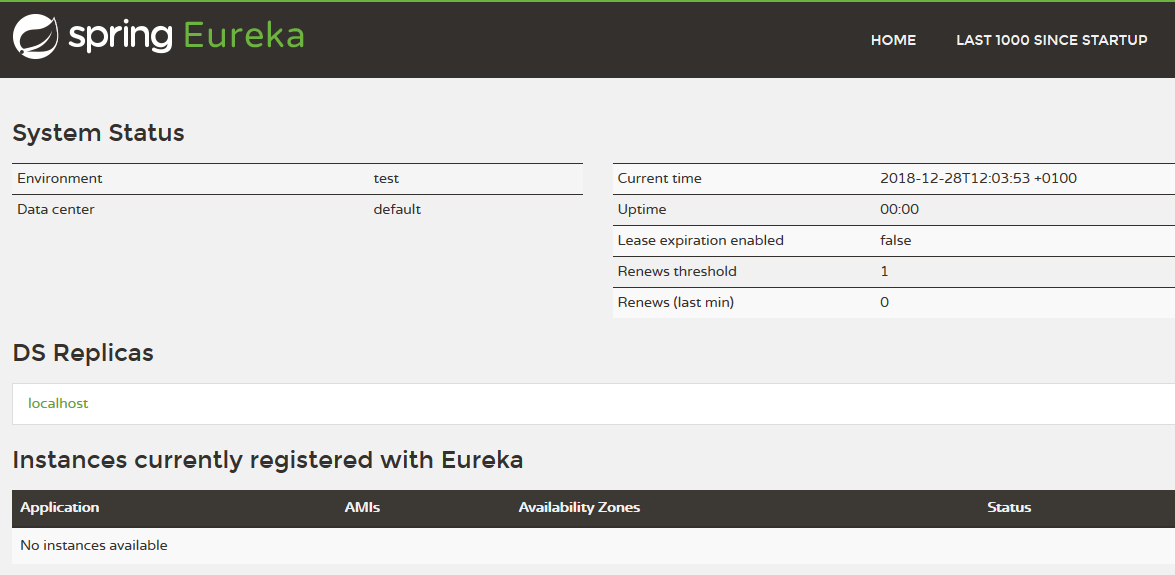 spring Eureka
HOME LAST 1000 SINCE STARTUP
System Status
Environment test
Data center default
Current time 2018-12-28T12:03:53 +0100
Uptime 00:00
Lease expiration enabled false
Renews threshold 1
Renews (last min) 0
DS Replicas
localhost
Instances currently registered with Eureka
Application AMIs Availability Zones Status
No instances available